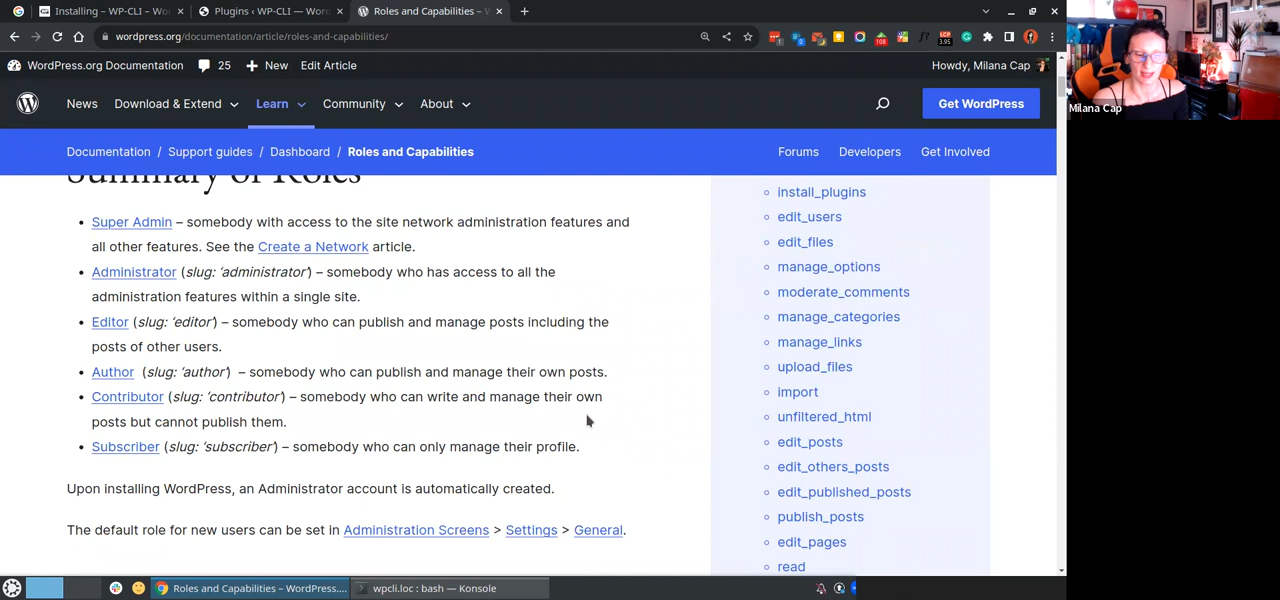 Installing – WP-CLI – W
Plugins ‹ WP-CLI — Word
Roles and Capabilities – W
wordpress.org/documentation/article/roles-and-capabilities/
WordPress.org Documentation
25
New
Edit Article
Howdy, Milana Cap
News
Download & Extend
Learn
Community
About
Get WordPress
Documentation / Support guides / Dashboard / Roles and Capabilities
Forums
Developers
Get Involved
Summary of Roles
• Super Admin – somebody with access to the site network administration features and
all other features. See the Create a Network article.
• Administrator (slug: ‘administrator’) – somebody who has access to all the
administration features within a single site.
• Editor (slug: ‘editor’) – somebody who can publish and manage posts including the
posts of other users.
• Author (slug: ‘author’) – somebody who can publish and manage their own posts.
• Contributor (slug: ‘contributor’) – somebody who can write and manage their own
posts but cannot publish them.
• Subscriber (slug: ‘subscriber’) – somebody who can only manage their profile.
Upon installing WordPress, an Administrator account is automatically created.
The default role for new users can be set in Administration Screens > Settings > General.
install_plugins
edit_users
edit_files
manage_options
moderate_comments
manage_categories
manage_links
upload_files
import
unfiltered_html
edit_posts
edit_others_posts
edit_published_posts
publish_posts
edit_pages
read
Roles and Capabilities – WordPress....
wpcli.loc : bash — Konsole
Milana Cap